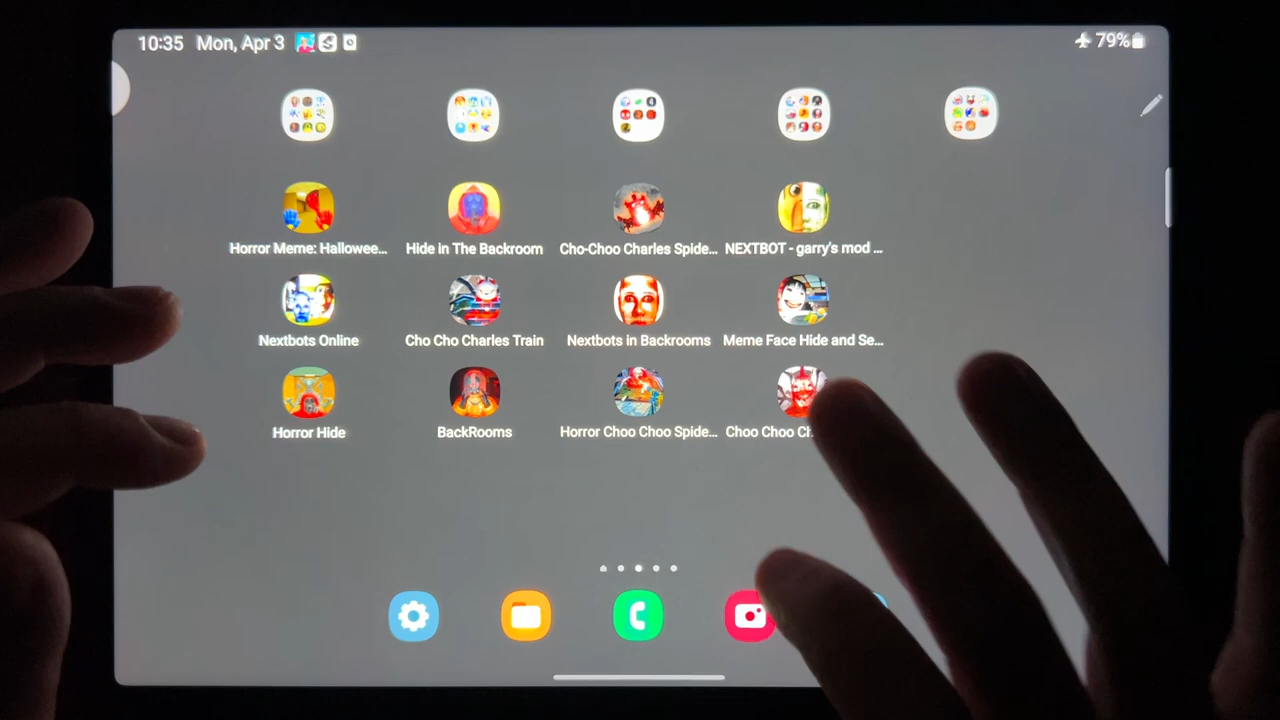 10:35 Mon, Apr 3 79%
Horror Meme: Hallowee... Hide in The Backroom Cho-Choo Charles Spide... NEXTBOT - garry's mod ...
Nextbots Online Cho Cho Charles Train Nextbots in Backrooms Meme Face Hide and Se...
Horror Hide BackRooms Horror Choo Choo Spide... Choo Choo Ch